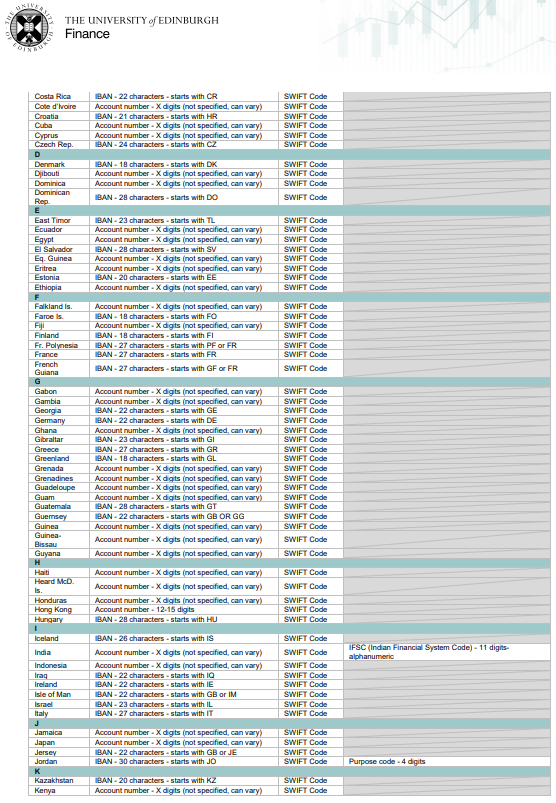 THE UNIVERSITY of EDINBURGH
Finance
Costa Rica IBAN - 22 characters - starts with CR SWIFT Code
Cote d'Ivoire Account number - X digits (not specified, can vary) SWIFT Code
Croatia IBAN - 21 characters - starts with HR SWIFT Code
Cuba Account number - X digits (not specified, can vary) SWIFT Code
Cyprus Account number - X digits (not specified, can vary) SWIFT Code
Czech Rep. IBAN - 24 characters - starts with CZ SWIFT Code
D
Denmark IBAN - 18 characters - starts with DK SWIFT Code
Djibouti Account number - X digits (not specified, can vary) SWIFT Code
Dominica Account number - X digits (not specified, can vary) SWIFT Code
Dominican
Rep. IBAN - 28 characters - starts with DO SWIFT Code
E
East Timor IBAN - 23 characters - starts with TL SWIFT Code
Ecuador Account number - X digits (not specified, can vary) SWIFT Code
Egypt Account number - X digits (not specified, can vary) SWIFT Code
El Salvador IBAN - 28 characters - starts with SV SWIFT Code
Eq. Guinea Account number - X digits (not specified, can vary) SWIFT Code
Eritrea Account number - X digits (not specified, can vary) SWIFT Code
Estonia IBAN - 20 characters - starts with EE SWIFT Code
Ethiopia Account number - X digits (not specified, can vary) SWIFT Code
F
Falkland Is. Account number - X digits (not specified, can vary) SWIFT Code
Faroe Is. IBAN - 18 characters - starts with FO SWIFT Code
Fiji Account number - X digits (not specified, can vary) SWIFT Code
Finland IBAN - 18 characters - starts with FI SWIFT Code
Fr. Polynesia IBAN - 27 characters - starts with PF or FR SWIFT Code
France IBAN - 27 characters - starts with FR SWIFT Code
French
Guiana IBAN - 27 characters - starts with GF or FR SWIFT Code
G
Gabon Account number - X digits (not specified, can vary) SWIFT Code
Gambia Account number - X digits (not specified, can vary) SWIFT Code
Georgia IBAN - 22 characters - starts with GE SWIFT Code
Germany IBAN - 22 characters - starts with DE SWIFT Code
Ghana Account number - X digits (not specified, can vary) SWIFT Code
Gibraltar IBAN - 23 characters - starts with GI SWIFT Code
Greece IBAN - 27 characters - starts with GR SWIFT Code
Greenland IBAN - 18 characters - starts with GL SWIFT Code
Grenada Account number - X digits (not specified, can vary) SWIFT Code
Grenadines Account number - X digits (not specified, can vary) SWIFT Code
Guadeloupe Account number - X digits (not specified, can vary) SWIFT Code
Guam Account number - X digits (not specified, can vary) SWIFT Code
Guatemala IBAN - 28 characters - starts with GT SWIFT Code
Guernsey IBAN - 22 characters - starts with GB OR GG SWIFT Code
Guinea Account number - X digits (not specified, can vary) SWIFT Code
Guinea-
Bissau Account number - X digits (not specified, can vary) SWIFT Code
Guyana Account number - X digits (not specified, can vary) SWIFT Code
H
Haiti Account number - X digits (not specified, can vary) SWIFT Code
Heard McD.
Is. Account number - X digits (not specified, can vary) SWIFT Code
Honduras Account number - X digits (not specified, can vary) SWIFT Code
Hong Kong Account number - 12-15 digits SWIFT Code
Hungary IBAN - 28 characters - starts with HU SWIFT Code
I
Iceland IBAN - 26 characters - starts with IS SWIFT Code
India Account number - X digits (not specified, can vary) SWIFT Code IFSC (Indian Financial System Code) - 11 digits-
alphanumeric
Indonesia Account number - X digits (not specified, can vary) SWIFT Code
Iraq IBAN - 22 characters - starts with IQ SWIFT Code
Ireland IBAN - 22 characters - starts with IE SWIFT Code
Isle of Man IBAN - 22 characters - starts with GB or IM SWIFT Code
Israel IBAN - 23 characters - starts with IL SWIFT Code
Italy IBAN - 27 characters - starts with IT SWIFT Code
J
Jamaica Account number - X digits (not specified, can vary) SWIFT Code
Japan Account number - X digits (not specified, can vary) SWIFT Code
Jersey IBAN - 22 characters - starts with GB or JE SWIFT Code
Jordan IBAN - 30 characters - starts with JO SWIFT Code Purpose code - 4 digits
K
Kazakhstan IBAN - 20 characters - starts with KZ SWIFT Code
Kenya Account number - X digits (not specified, can vary) SWIFT Code